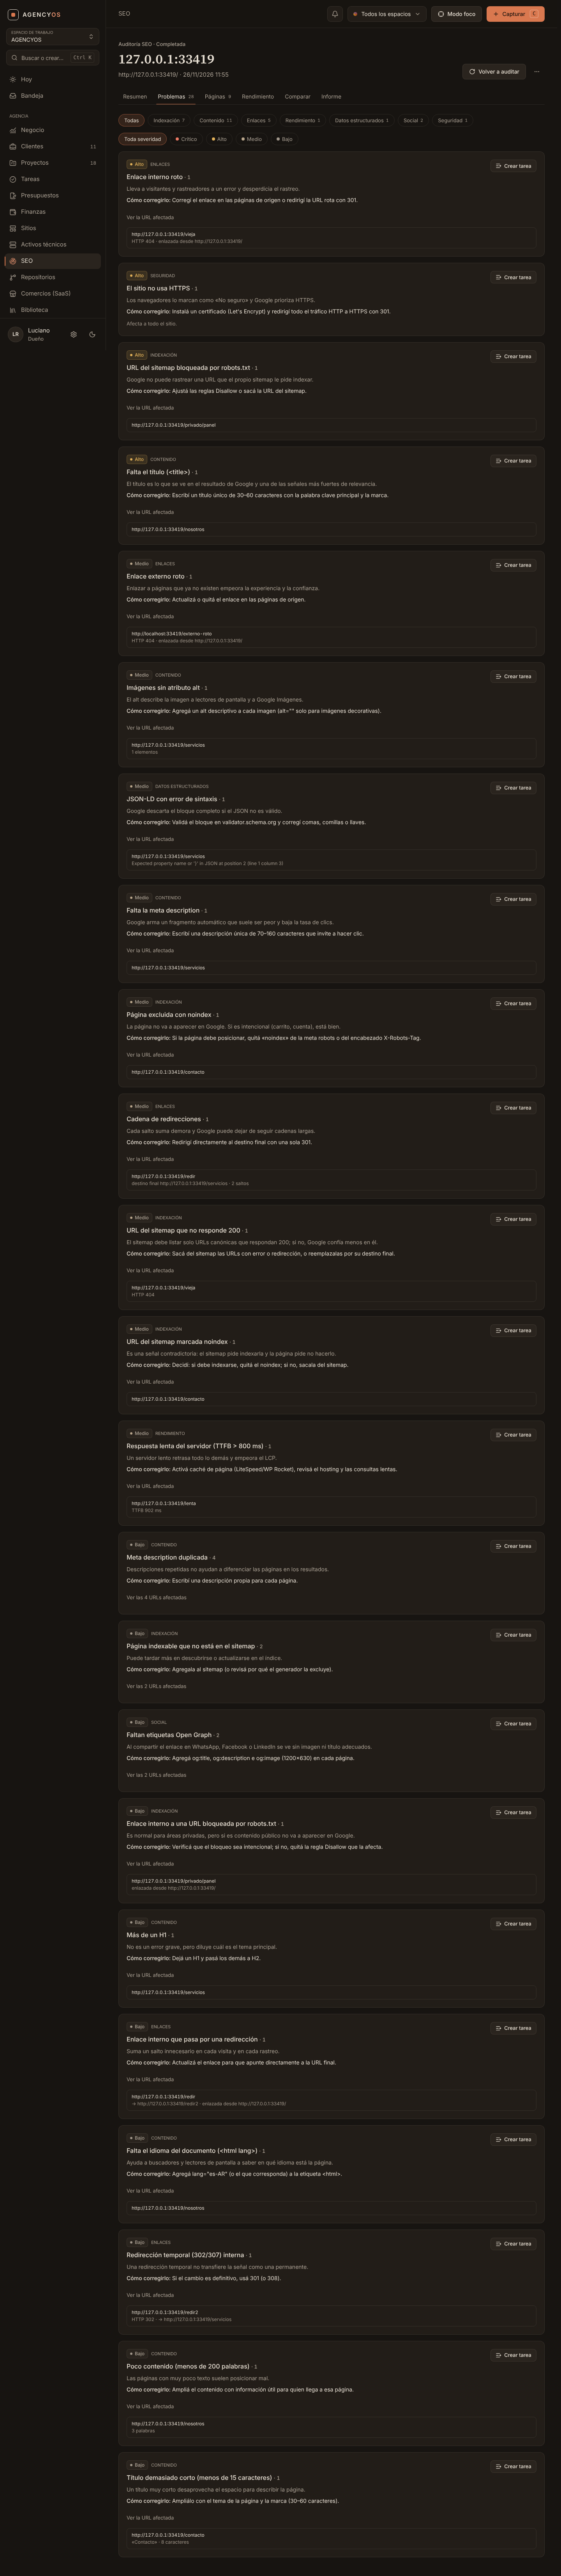 AGENCYOS
ESPACIO DE TRABAJO
AGENCYOS
Buscar o crear... Ctrl K
Hoy
Bandeja
AGENCIA
Negocio
Clientes 11
Proyectos 19
Tareas
Presupuestos
Finanzas
Sitios
Activos técnicos
SEO
Repositorios
Comercios (SaaS)
Biblioteca
LR
Luciano
Dueño
SEO
Todos los espacios
Modo foco
Capturar C
Auditoría SEO · Completada
127.0.0.1:33419
http://127.0.0.1:33419/ · 26/11/2026 11:55
Volver a auditar
Resumen
Problemas 28
Páginas 9
Rendimiento
Comparar
Informe
Todas
Indexación 7
Contenido 11
Enlaces 5
Rendimiento 1
Datos estructurados 1
Social 2
Seguridad 1
Toda severidad
Crítico
Alto
Medio
Bajo
Alto ENLACES
Crear tarea
Enlace interno roto · 1
Lleva a visitantes y rastreadores a un error y desperdicia el rastreo.
Cómo corregirlo: Corregí el enlace en las páginas de origen o redirigí la URL rota con 301.
Ver la URL afectada
http://127.0.0.1:33419/vieja
HTTP 404 · enlazada desde http://127.0.0.1:33419/
Alto SEGURIDAD
Crear tarea
El sitio no usa HTTPS · 1
Los navegadores lo marcan como «No seguro» y Google prioriza HTTPS.
Cómo corregirlo: Instalá un certificado (Let's Encrypt) y redirigí todo el tráfico HTTP a HTTPS con 301.
Afecta a todo el sitio.
Alto INDEXACIÓN
Crear tarea
URL del sitemap bloqueada por robots.txt · 1
Google no puede rastrear una URL que el propio sitemap le pide indexar.
Cómo corregirlo: Ajustá las reglas Disallow o sacá la URL del sitemap.
Ver la URL afectada
http://127.0.0.1:33419/privado/panel
Alto CONTENIDO
Crear tarea
Falta el título (<title>) · 1
El título es lo que se ve en el resultado de Google y una de las señales más fuertes de relevancia.
Cómo corregirlo: Escribí un título único de 30–60 caracteres con la palabra clave principal y la marca.
Ver la URL afectada
http://127.0.0.1:33419/nosotros
Medio ENLACES
Crear tarea
Enlace externo roto · 1
Enlazar a páginas que ya no existen empeora la experiencia y la confianza.
Cómo corregirlo: Actualizá o quitá el enlace en las páginas de origen.
Ver la URL afectada
http://localhost:33419/externo-roto
HTTP 404 · enlazada desde http://127.0.0.1:33419/
Medio CONTENIDO
Crear tarea
Imágenes sin atributo alt · 1
El alt describe la imagen a lectores de pantalla y a Google Imágenes.
Cómo corregirlo: Agregá un alt descriptivo a cada imagen (alt="" solo para imágenes decorativas).
Ver la URL afectada
http://127.0.0.1:33419/servicios
1 elementos
Medio DATOS ESTRUCTURADOS
Crear tarea
JSON-LD con error de sintaxis · 1
Google descarta el bloque completo si el JSON no es válido.
Cómo corregirlo: Validá el bloque en validator.schema.org y corregí comas, comillas o llaves.
Ver la URL afectada
http://127.0.0.1:33419/servicios
Expected property name or '}' in JSON at position 2 (line 1 column 3)
Medio CONTENIDO
Crear tarea
Falta la meta description · 1
Google arma un fragmento automático que suele ser peor y baja la tasa de clics.
Cómo corregirlo: Escribí una descripción única de 70–160 caracteres que invite a hacer clic.
Ver la URL afectada
http://127.0.0.1:33419/servicios
Medio INDEXACIÓN
Crear tarea
Página excluida con noindex · 1
La página no va a aparecer en Google. Si es intencional (carrito, cuenta), está bien.
Cómo corregirlo: Si la página debe posicionar, quitá «noindex» de la meta robots o del encabezado X-Robots-Tag.
Ver la URL afectada
http://127.0.0.1:33419/contacto
Medio ENLACES
Crear tarea
Cadena de redirecciones · 1
Cada salto suma demora y Google puede dejar de seguir cadenas largas.
Cómo corregirlo: Redirigí directamente al destino final con una sola 301.
Ver la URL afectada
http://127.0.0.1:33419/redir
destino final http://127.0.0.1:33419/servicios · 2 saltos
Medio INDEXACIÓN
Crear tarea
URL del sitemap que no responde 200 · 1
El sitemap debe listar solo URLs canónicas que respondan 200; si no, Google confía menos en él.
Cómo corregirlo: Sacá del sitemap las URLs con error o redirección, o reemplazalas por su destino final.
Ver la URL afectada
http://127.0.0.1:33419/vieja
HTTP 404
Medio INDEXACIÓN
Crear tarea
URL del sitemap marcada noindex · 1
Es una señal contradictoria: el sitemap pide indexarla y la página pide no hacerlo.
Cómo corregirlo: Decidí: si debe indexarse, quitá el noindex; si no, sacala del sitemap.
Ver la URL afectada
http://127.0.0.1:33419/contacto
Medio RENDIMIENTO
Crear tarea
Respuesta lenta del servidor (TTFB > 800 ms) · 1
Un servidor lento retrasa todo lo demás y empeora el LCP.
Cómo corregirlo: Activá caché de página (LiteSpeed/WP Rocket), revisá el hosting y las consultas lentas.
Ver la URL afectada
http://127.0.0.1:33419/lenta
TTFB 902 ms
Bajo CONTENIDO
Crear tarea
Meta description duplicada · 4
Descripciones repetidas no ayudan a diferenciar las páginas en los resultados.
Cómo corregirlo: Escribí una descripción propia para cada página.
Ver las 4 URLs afectadas
Bajo INDEXACIÓN
Crear tarea
Página indexable que no está en el sitemap · 2
Puede tardar más en descubrirse o actualizarse en el índice.
Cómo corregirlo: Agregala al sitemap (o revisá por qué el generador la excluye).
Ver las 2 URLs afectadas
Bajo SOCIAL
Crear tarea
Faltan etiquetas Open Graph · 2
Al compartir el enlace en WhatsApp, Facebook o LinkedIn se ve sin imagen ni título adecuados.
Cómo corregirlo: Agregá og:title, og:description e og:image (1200×630) en cada página.
Ver las 2 URLs afectadas
Bajo INDEXACIÓN
Crear tarea
Enlace interno a una URL bloqueada por robots.txt · 1
Es normal para áreas privadas, pero si es contenido público no va a aparecer en Google.
Cómo corregirlo: Verificá que el bloqueo sea intencional; si no, quitá la regla Disallow que la afecta.
Ver la URL afectada
http://127.0.0.1:33419/privado/panel
enlazada desde http://127.0.0.1:33419/
Bajo CONTENIDO
Crear tarea
Más de un H1 · 1
No es un error grave, pero diluye cuál es el tema principal.
Cómo corregirlo: Dejá un H1 y pasá los demás a H2.
Ver la URL afectada
http://127.0.0.1:33419/servicios
Bajo ENLACES
Crear tarea
Enlace interno que pasa por una redirección · 1
Suma un salto innecesario en cada visita y en cada rastreo.
Cómo corregirlo: Actualizá el enlace para que apunte directamente a la URL final.
Ver la URL afectada
http://127.0.0.1:33419/redir
→ http://127.0.0.1:33419/redir2 · enlazada desde http://127.0.0.1:33419/
Bajo CONTENIDO
Crear tarea
Falta el idioma del documento (<html lang>) · 1
Ayuda a buscadores y lectores de pantalla a saber en qué idioma está la página.
Cómo corregirlo: Agregá lang="es-AR" (o el que corresponda) a la etiqueta <html>.
Ver la URL afectada
http://127.0.0.1:33419/nosotros
Bajo ENLACES
Crear tarea
Redirección temporal (302/307) interna · 1
Una redirección temporal no transfiere la señal como una permanente.
Cómo corregirlo: Si el cambio es definitivo, usá 301 (o 308).
Ver la URL afectada
http://127.0.0.1:33419/redir2
HTTP 302 · → http://127.0.0.1:33419/servicios
Bajo CONTENIDO
Crear tarea
Poco contenido (menos de 200 palabras) · 1
Las páginas con muy poco texto suelen posicionar mal.
Cómo corregirlo: Ampliá el contenido con información útil para quien llega a esa página.
Ver la URL afectada
http://127.0.0.1:33419/nosotros
3 palabras
Bajo CONTENIDO
Crear tarea
Título demasiado corto (menos de 15 caracteres) · 1
Un título muy corto desaprovecha el espacio para describir la página.
Cómo corregirlo: Ampliálo con el tema de la página y la marca (30–60 caracteres).
Ver la URL afectada
http://127.0.0.1:33419/contacto
«Contacto» · 8 caracteres